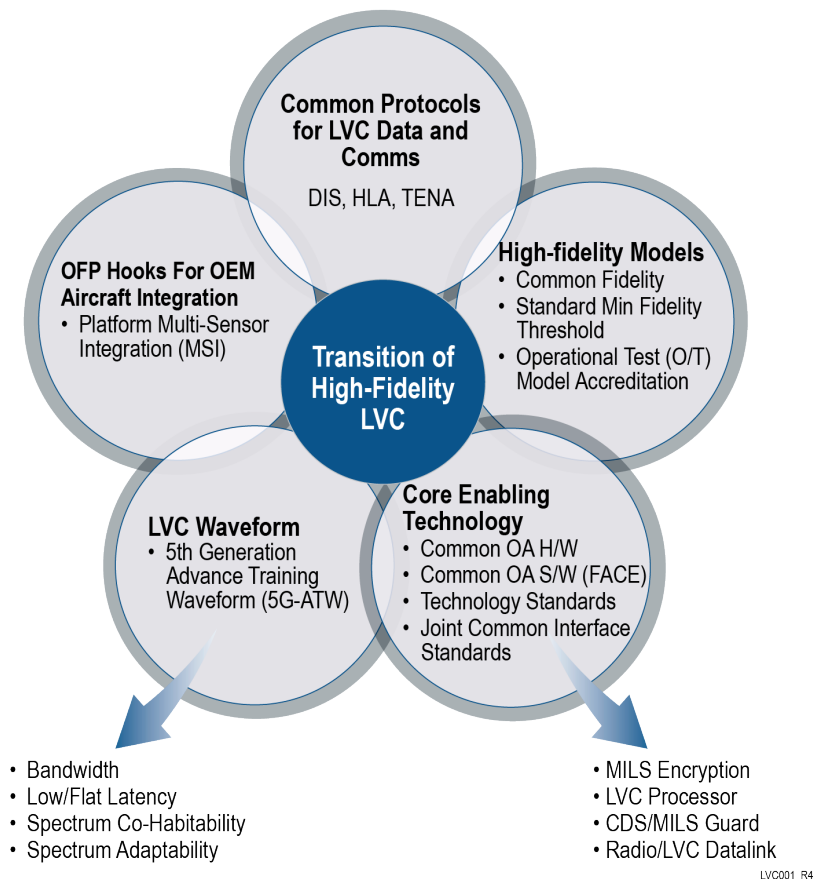 Common Protocols
for LVC Data and
Comms
DIS, HLA, TENA
OFP Hooks For OEM
Aircraft Integration
• Platform Multi-Sensor
Integration (MSI)
High-fidelity Models
• Common Fidelity
• Standard Min Fidelity
Threshold
• Operational Test (O/T)
Model Accreditation
Transition of
High-Fidelity
LVC
LVC Waveform
• 5th Generation
Advance Training
Waveform (5G-ATW)
Core Enabling
Technology
• Common OA H/W
• Common OA S/W (FACE)
• Technology Standards
• Joint Common Interface
Standards
• Bandwidth
• Low/Flat Latency
• Spectrum Co-Habitability
• Spectrum Adaptability
• MILS Encryption
• LVC Processor
• CDS/MILS Guard
• Radio/LVC Datalink
LVC001_R4